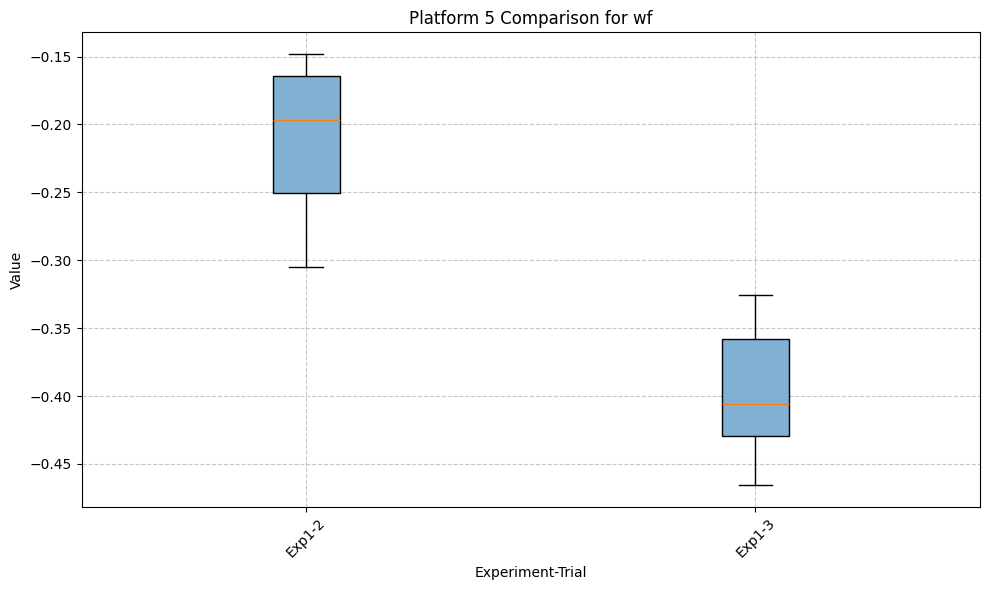 Platform 5 Comparison for wf
−0.15
−0.20
−0.25
−0.30
−0.35
−0.40
−0.45
Value
Exp1-2
Exp1-3
Experiment-Trial